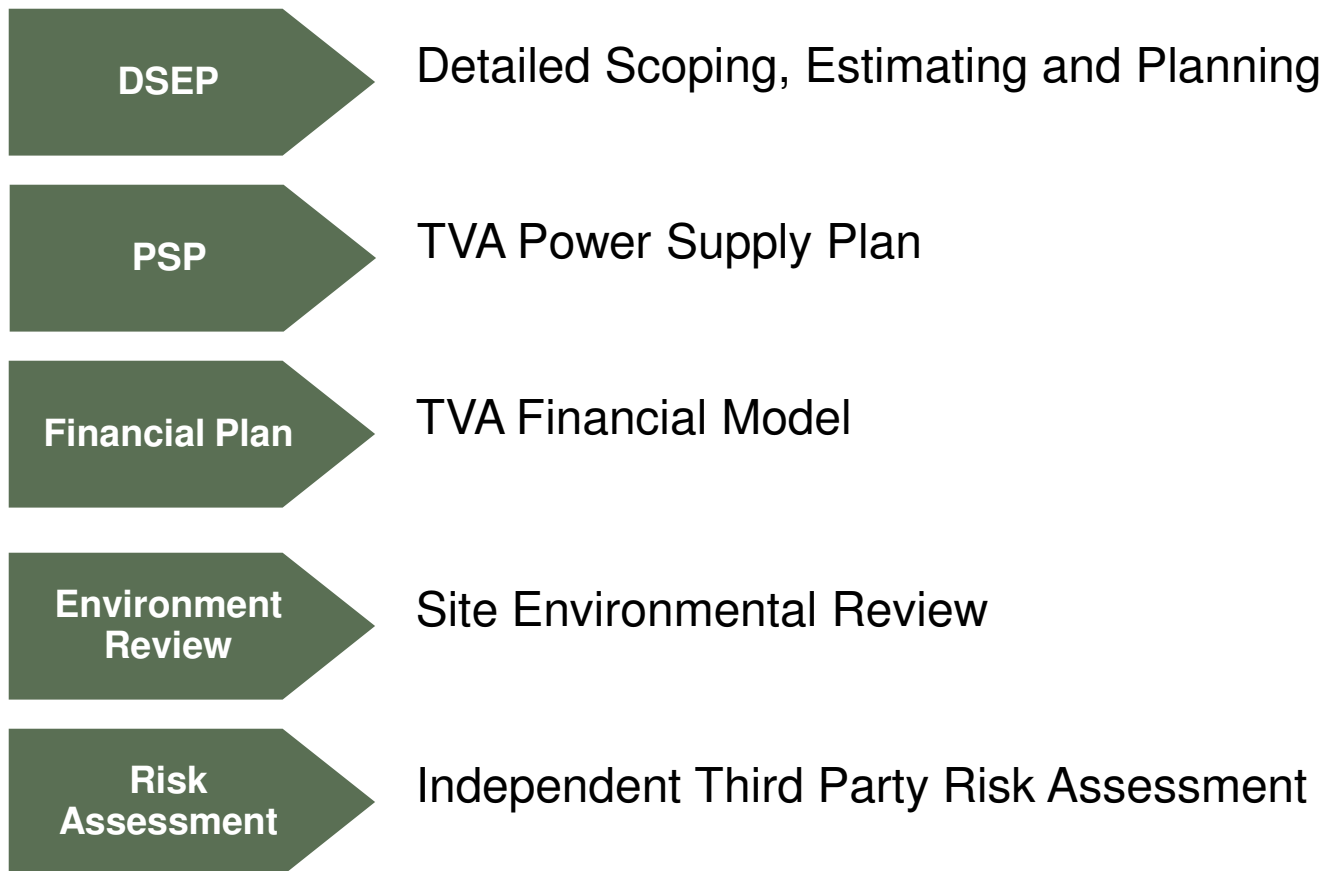 DSEP
Detailed Scoping, Estimating and Planning
PSP
TVA Power Supply Plan
Financial Plan
TVA Financial Model
Environment
Review
Site Environmental Review
Risk
Assessment
Independent Third Party Risk Assessment